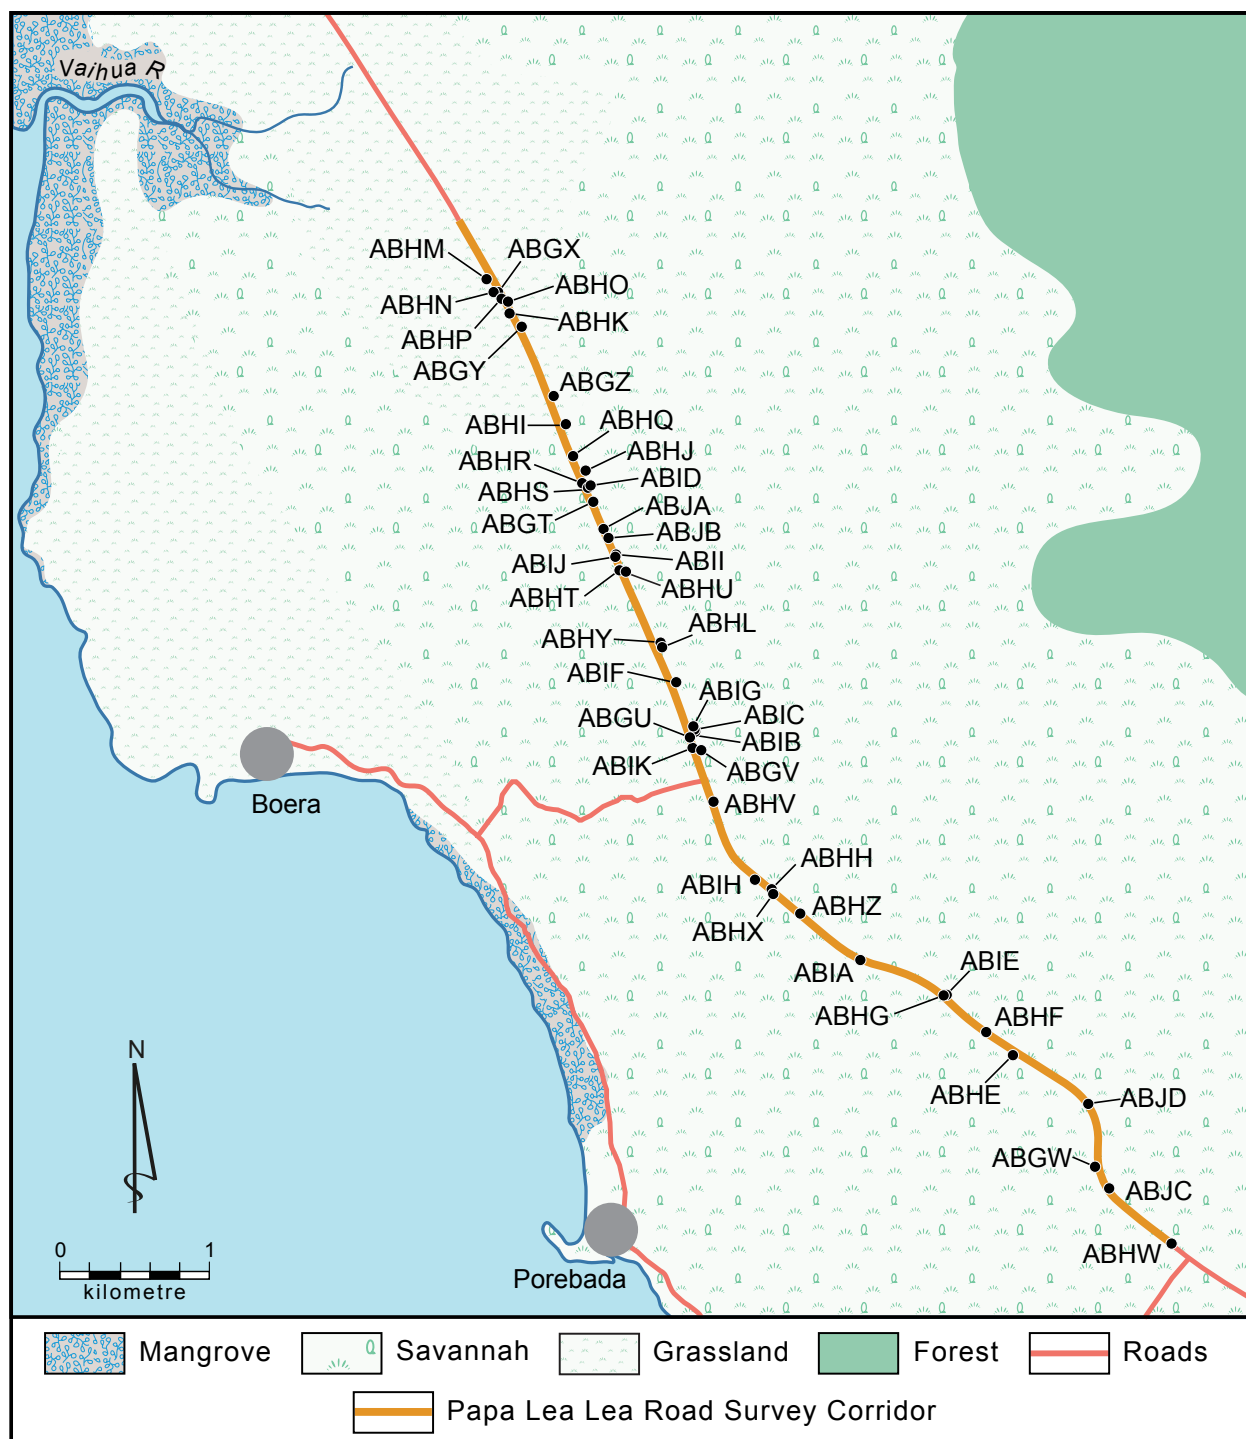 Vaihua R
ABHM
ABGX
ABHN
ABHO
ABHP
ABHK
ABGY
ABGZ
ABHI
ABHQ
ABHJ
ABHR
ABID
ABHS
ABGT
ABJA
ABJB
ABIJ
ABII
ABHT
ABHU
ABHY
ABHL
ABIF
ABIG
ABGU
ABIC
ABIB
ABIK
ABGV
ABHV
Boera
ABIH
ABHH
ABHX
ABHZ
ABIA
ABIE
ABHG
ABHF
ABHE
ABJD
ABGW
ABJC
ABHW
N
0 1
kilometre
Porebada
Mangrove Savannah Grassland Forest Roads
Papa Lea Lea Road Survey Corridor